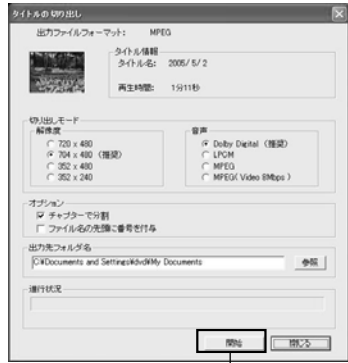 タイトルの切り出し
出力ファイルフォーマット: MPEG
タイトル情報
タイトル名: 2005/ 5/ 2
再生時間: 1分11秒
切り出しモード
解像度
720 x 480
704 x 480 (推奨)
352 x 480
352 x 240
音声
Dolby Digital (推奨)
LPCM
MPEG
MPEG( Video 8Mbps )
オプション
チャプターで分割
ファイル名の先頭に番号を付与
出力先フォルダ名
C:¥Documents and Settings¥dvd¥My Documents
参照
進行状況
開始
閉じる